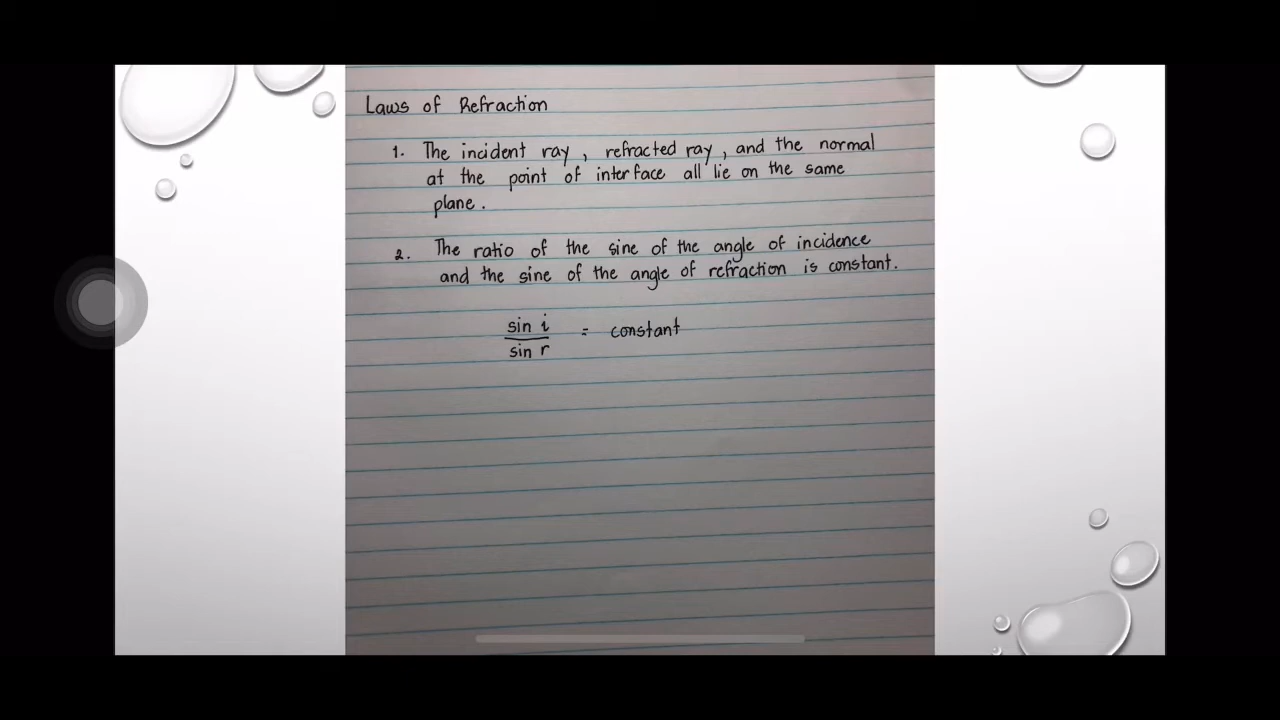 Laws of Refraction
1. The incident ray, refracted ray, and the normal
at the point of interface all lie on the same
plane.
2. The ratio of the sine of the angle of incidence
and the sine of the angle of refraction is constant.
sin i
= constant
sin r